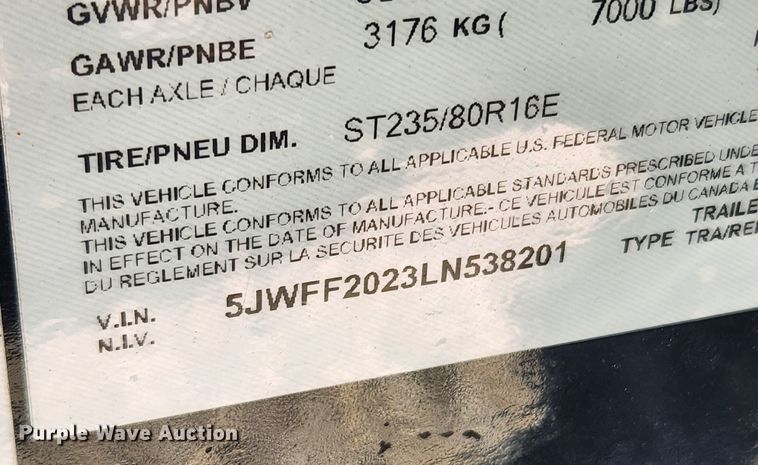 GVWR/PNBV
GAWR/PNBE 3176 KG ( 7000 LBS)
EACH AXLE / CHAQUE
TIRE/PNEU DIM. ST235/80R16E
THIS VEHICLE CONFORMS TO ALL APPLICABLE U.S. FEDERAL MOTOR VEHICLE
MANUFACTURE.
THIS VEHICLE CONFORMS TO ALL APPLICABLE STANDARDS PRESCRIBED UNDE
IN EFFECT ON THE DATE OF MANUFACTURE.- CE VEHICULE EST CONFORME A T
DU REGLEMENT SUR LA SECURITE DES VEHICULES AUTOMOBILES DU CANADA E
TRAILE
V.I.N. 5JWFF2023LN538201 TYPE TRA/REM
N.I.V.
Purple Wave Auction